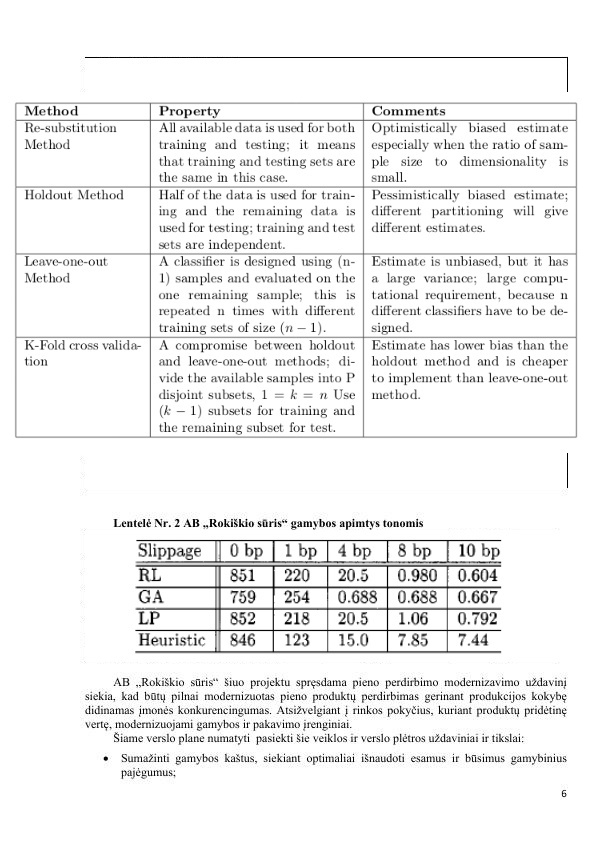 Method Property Comments
Re-substitution All available data is used for both Optimistically biased estimate
Method training and testing; it means especially when the ratio of sam-
that training and testing sets are ple size to dimensionality is
the same in this case. small.
Holdout Method Half of the data is used for train- Pessimistically biased estimate;
ing and the remaining data is different partitioning will give
used for testing; training and test different estimates.
sets are independent.
Leave-one-out A classifier is designed using (n- Estimate is unbiased, but it has
Method 1) samples and evaluated on the a large variance; large compu-
one remaining sample; this is tational requirement, because n
repeated n times with different different classifiers have to be de-
training sets of size (n − 1). signed.
K-Fold cross valida- A compromise between holdout Estimate has lower bias than the
tion and leave-one-out methods; di- holdout method and is cheaper
vide the available samples into P to implement than leave-one-out
disjoint subsets, 1 = k = n Use method.
(k − 1) subsets for training and
the remaining subset for test.
Lentelė Nr. 2 AB „Rokiškio sūris“ gamybos apimtys tonomis
Slippage 0 bp 1 bp 4 bp 8 bp 10 bp
RL 851 220 20.5 0.980 0.604
GA 759 254 0.688 0.688 0.667
LP 852 218 20.5 1.06 0.792
Heuristic 846 123 15.0 7.85 7.44
AB „Rokiškio sūris“ šiuo projektu spręsdama pieno perdirbimo modernizavimo uždavinį
siekia, kad būtų pilnai modernizuotas pieno produktų perdirbimas gerinant produkcijos kokybę
didinamas įmonės konkurencingumas. Atsižvelgiant į rinkos pokyčius, kuriant produktų pridėtinę
vertę, modernizuojami gamybos ir pakavimo įrenginiai.
Šiame verslo plane numatyti pasiekti šie veiklos ir verslo plėtros uždaviniai ir tikslai:
• Sumažinti gamybos kaštus, siekiant optimaliai išnaudoti esamus ir būsimus gamybinius
pajėgumus;
6